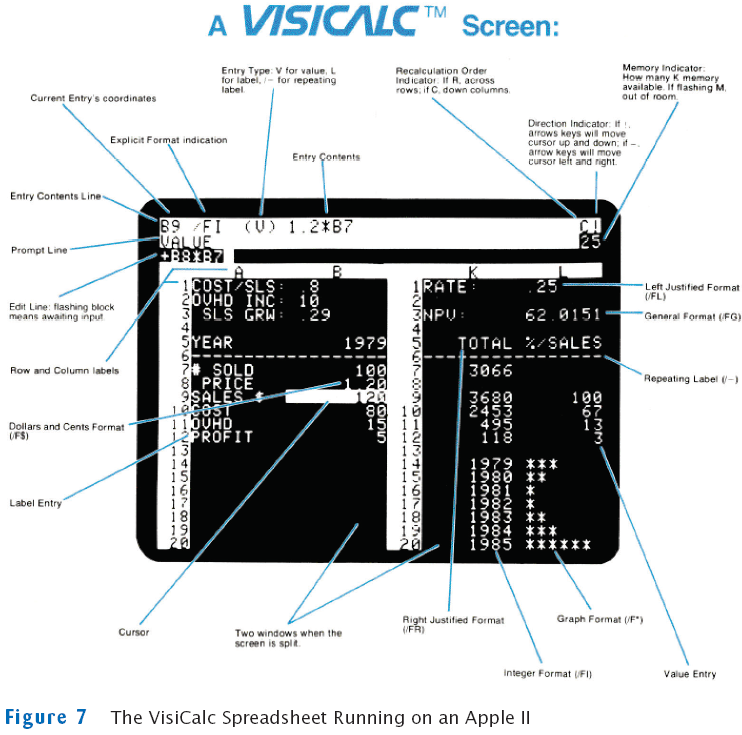 A VISICALC™ Screen:
Entry Type: V for value, L
for label, /– for repeating
label.
Recalculation Order
Indicator. If R, across
rows; if C, down columns.
Memory Indicator:
How many K memory
available. If flashing M,
out of room.
Current Entry's coordinates
Explicit Format indication
Entry Contents
Direction Indicator: If !,
arrows keys will move
cursor up and down; if –,
arrow keys will move
cursor left and right.
Entry Contents Line
Prompt Line
Edit Line: flashing block
means awaiting input.
Row and Column labels
Dollars and Cents Format
(/F$)
Label Entry
B9 /FI (V) 1.2*B7 C!
VALUE 25
+B8*B7
A B
1 COST/SLS: .8
2 OVHD INC: 10
3 SLS GRW: .29
4
5 YEAR 1979
6 --------------------
7 # SOLD 100
8 PRICE 1.20
9 SALES $ 120
10 COST 80
11 OVHD 15
12 PROFIT 5
13
14
15
16
17
18
19
20
K L
1 RATE: .25
2
3 NPV: 62.0151
4
5 TOTAL %/SALES
6 ------------------
7 3066
8
9 3680 100
10 2453 67
11 495 13
12 118 3
13
14 1979 ***
15 1980 **
16 1981 *
17 1982 *
18 1983 **
19 1984 ***
20 1985 ******
Left Justified Format
(/FL)
General Format (/FG)
Repeating Label (/–)
Cursor
Two windows when the
screen is split.
Right Justified Format
(/FR)
Graph Format (/F*)
Integer Format (/FI)
Value Entry
Figure 7 The VisiCalc Spreadsheet Running on an Apple II